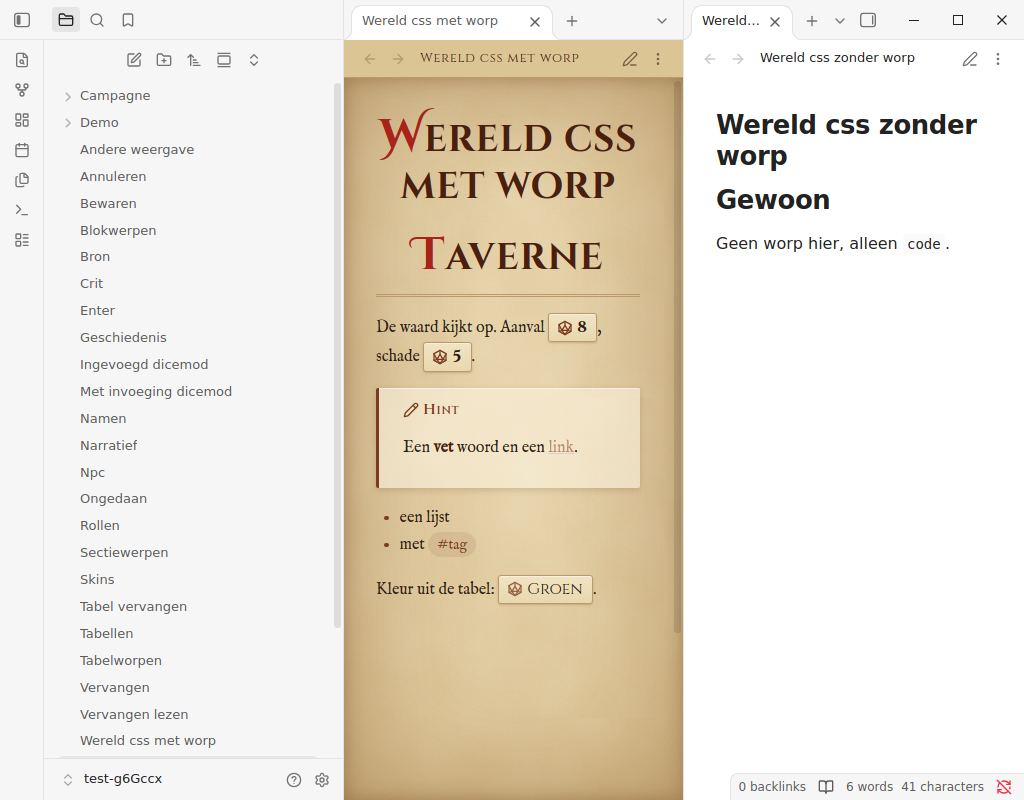 Wereld css met worp
Wereld...
Wereld css met worp
Wereld css zonder worp
Campagne
Demo
Andere weergave
Annuleren
Bewaren
Blokwerpen
Bron
Crit
Enter
Geschiedenis
Ingevoegd dicemod
Met invoeging dicemod
Namen
Narratief
Npc
Ongedaan
Rollen
Sectiewerpen
Skins
Tabel vervangen
Tabellen
Tabelworpen
Vervangen
Vervangen lezen
Wereld css met worp
test-g6Gccx
Wereld css
met worp
Taverne
De waard kijkt op. Aanval 8,
schade 5.
Hint
Een vet woord en een link.
• een lijst
• met #tag
Kleur uit de tabel: Groen.
Wereld css zonder
worp
Gewoon
Geen worp hier, alleen code.
0 backlinks 6 words 41 characters